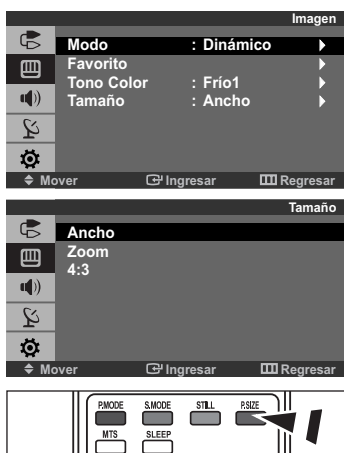 Imagen
Modo : Dinámico
Favorito
Tono Color : Frío1
Tamaño : Ancho
Mover Ingresar Regresar
Tamaño
Ancho
Zoom
4:3
Mover Ingresar Regresar
P.MODE S.MODE STILL P.SIZE
MTS SLEEP